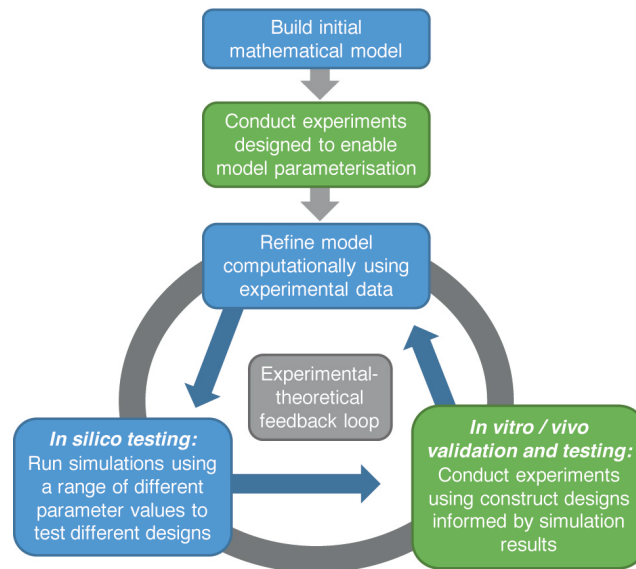 Build initial
mathematical model
Conduct experiments
designed to enable
model parameterisation
Refine model
computationally using
experimental data
Experimental-
theoretical
feedback loop
In silico testing:
Run simulations using
a range of different
parameter values to
test different designs
In vitro / vivo
validation and testing:
Conduct experiments
using construct designs
informed by simulation
results